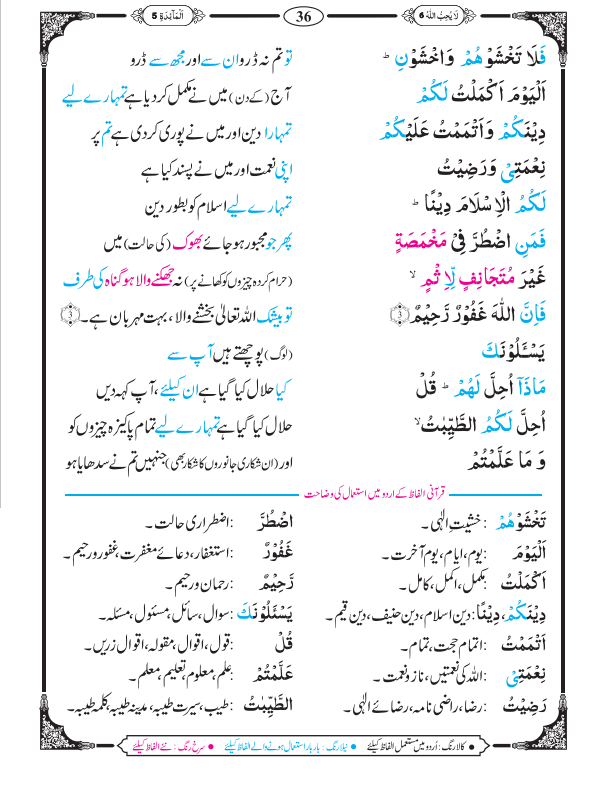 لَا يُحِبُّ اللّٰهُ 6
36
اَلْمَآئِدَة 5
فَلَا تَخْشَوْهُمْ وَاخْشَوْنِ ؕ
تو تم نہ ڈرو ان سے اور مجھ سے ڈرو
اَلْيَوْمَ اَكْمَلْتُ لَكُمْ
آج (کے دن) میں نے مکمل کر دیا ہے تمہارے لیے
دِيْنَكُمْ وَاَتْمَمْتُ عَلَيْكُمْ
تمہارا دین اور میں نے پوری کر دی ہے تم پر
نِعْمَتِيْ وَرَضِيْتُ
اپنی نعمت اور میں نے پسند کیا ہے
لَكُمُ الْاِسْلَامَ دِيْنًا ؕ
تمہارے لیے اسلام کو بطور دین
فَمَنِ اضْطُرَّ فِيْ مَخْمَصَةٍ
پھر جو مجبور ہو جائے بھوک (کی حالت) میں
غَيْرَ مُتَجَانِفٍ لِّاِثْمٍ ۙ
(حرام کردہ چیزوں کو کھانے پر) نہ جھکنے والا ہو گناہ کی طرف
فَاِنَّ اللّٰهَ غَفُوْرٌ رَّحِيْمٌ 3
تو بیشک اللہ تعالیٰ بخشنے والا، بہت مہربان ہے۔ 3
يَسْـَٔلُوْنَكَ
(لوگ) پوچھتے ہیں آپ سے
مَاذَآ اُحِلَّ لَهُمْ ؕ قُلْ
کیا حلال کیا گیا ہے ان کیلئے، آپ کہہ دیں
اُحِلَّ لَكُمُ الطَّيِّبٰتُ ۙ
حلال کیا گیا ہے تمہارے لیے تمام پاکیزہ چیزوں کو
وَ مَا عَلَّمْتُمْ
اور (ان شکاری جانوروں کا شکار بھی) جنہیں تم نے سدھایا ہو
قرآنی الفاظ کے اردو میں استعمال کی وضاحت
تَخْشَوْهُمْ : خشیتِ الٰہی۔
اضْطُرَّ : اضطراری حالت۔
اَلْيَوْمَ : یوم، ایام، یوم آخرت۔
غَفُوْرٌ : استغفار، دعائے مغفرت، غفور و رحیم۔
اَكْمَلْتُ : مکمل، اکمل، کامل۔
رَّحِيْمٌ : رحمان و رحیم۔
دِيْنَكُمْ، دِيْنًا : دین اسلام، دین حنیف، دین قیم۔
يَسْـَٔلُوْنَكَ : سوال، سائل، مسئول، مسئلہ۔
اَتْمَمْتُ : اتمام حجت، تمام۔
قُلْ : قول، اقوال، مقولہ، اقوال زریں۔
نِعْمَتِيْ : اللہ کی نعمتیں، ناز و نعمت۔
عَلَّمْتُمْ : علم، معلوم، تعلیم، معلم۔
رَضِيْتُ : رضا، راضی نامہ، رضائے الٰہی۔
الطَّيِّبٰتُ : طیب، سیرت طیبہ، مدینہ طیبہ، کلمہ طیبہ۔
● کالا رنگ : اُردو میں مستعمل الفاظ کیلئے ● نیلا رنگ : بار بار استعمال ہونے والے الفاظ کیلئے ● سرخ رنگ : نئے الفاظ کیلئے